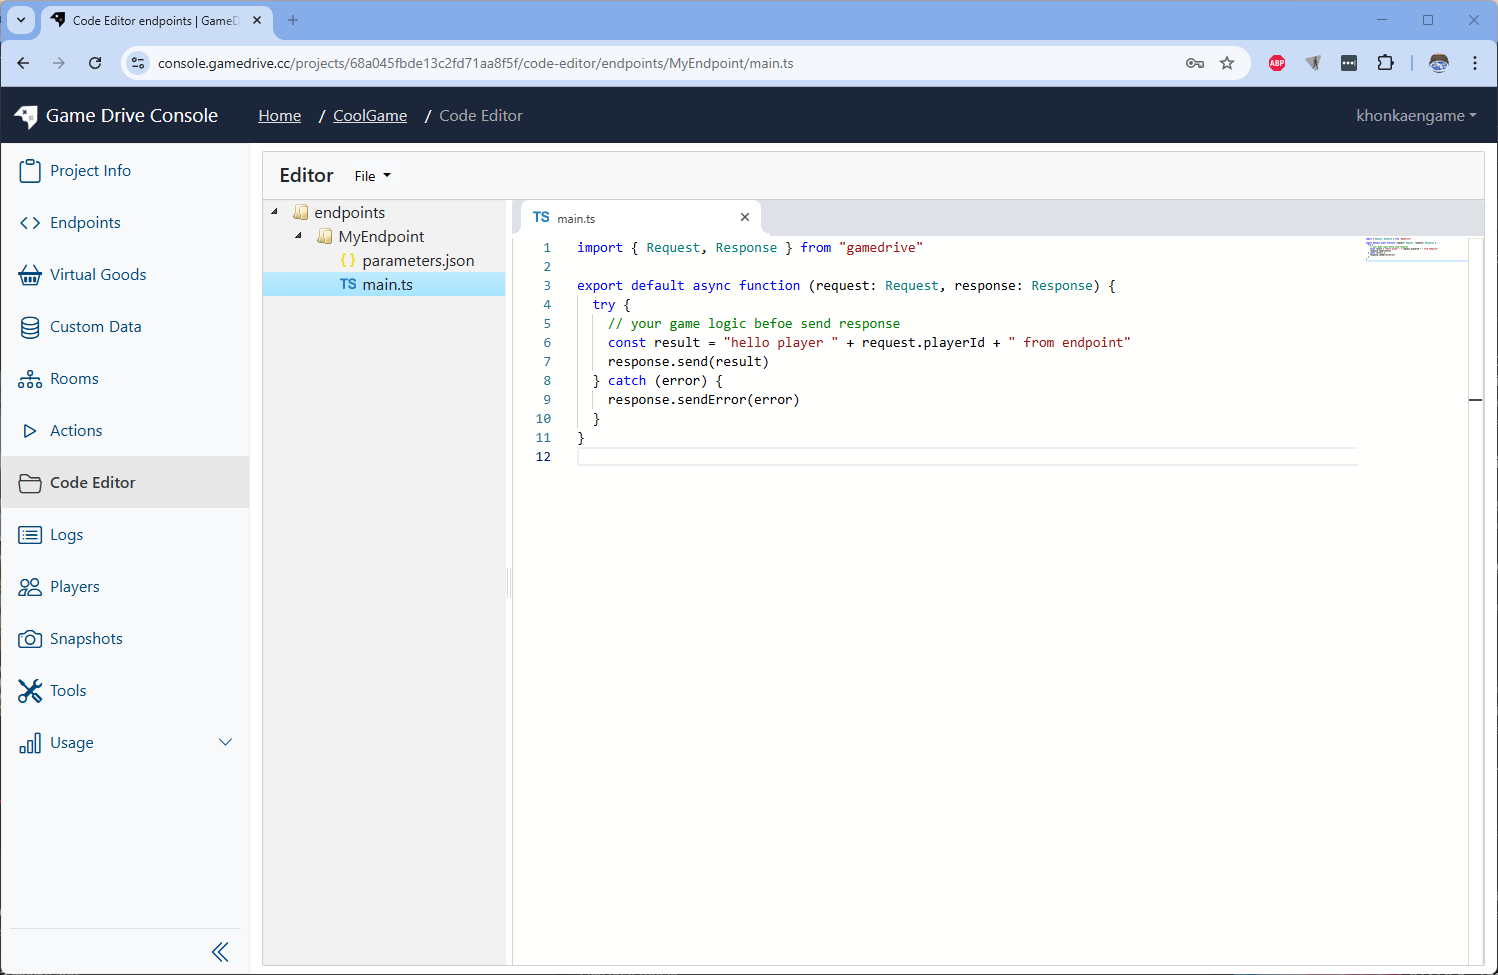 Code Editor endpoints | GameD
console.gamedrive.cc/projects/68a045fbde13c2fd71aa8f5f/code-editor/endpoints/MyEndpoint/main.ts
ABP
Game Drive Console
Home / CoolGame / Code Editor
khonkaengame
Project Info
Endpoints
Virtual Goods
Custom Data
Rooms
Actions
Code Editor
Logs
Players
Snapshots
Tools
Usage
Editor
File
endpoints
MyEndpoint
{} parameters.json
TS main.ts
TS main.ts
1 import { Request, Response } from "gamedrive"
2
3 export default async function (request: Request, response: Response) {
4 try {
5 // your game logic befoe send response
6 const result = "hello player " + request.playerId + " from endpoint"
7 response.send(result)
8 } catch (error) {
9 response.sendError(error)
10 }
11 }
12